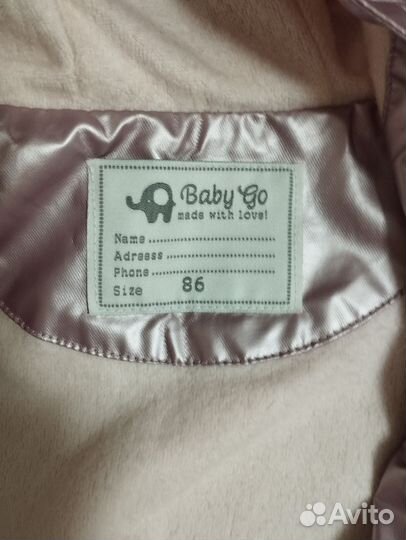 Baby Go
made with love!
Name
Adresss
Phone
Size 86
Avito